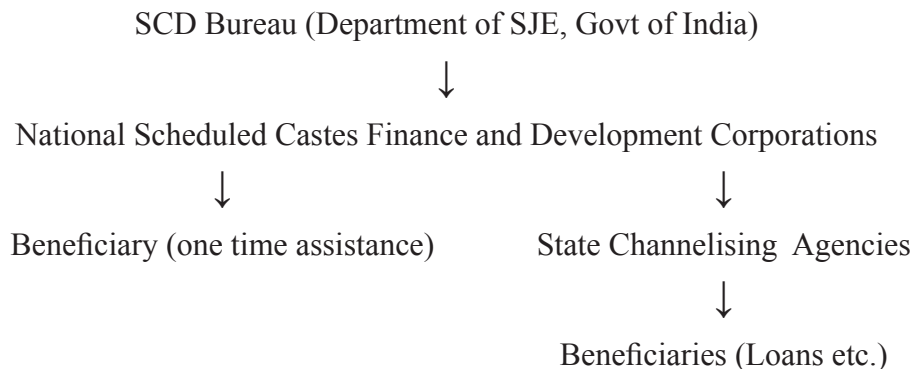 SCD Bureau (Department of SJE, Govt of India)
↓
National Scheduled Castes Finance and Development Corporations
↓ ↓
Beneficiary (one time assistance) State Channelising Agencies
↓
Beneficiaries (Loans etc.)